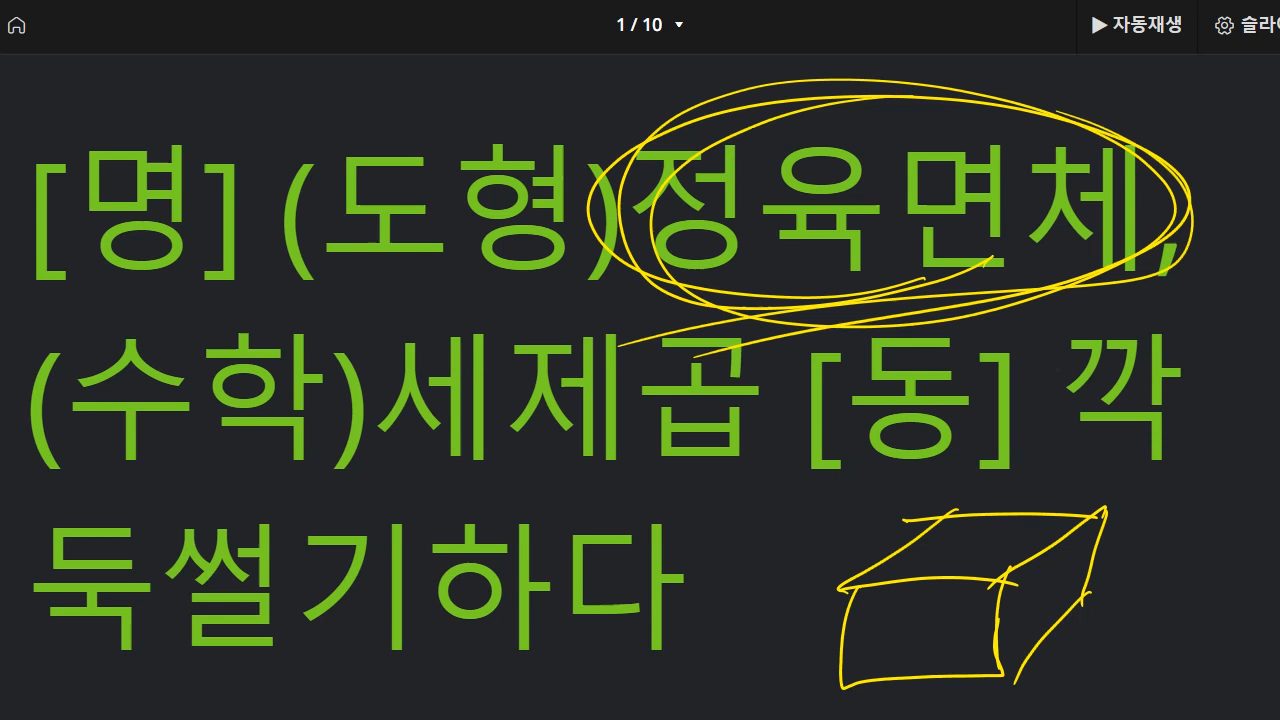 1 / 10
자동재생
[명] (도형)정육면체,
(수학)세제곱 [동] 깍
둑썰기하다